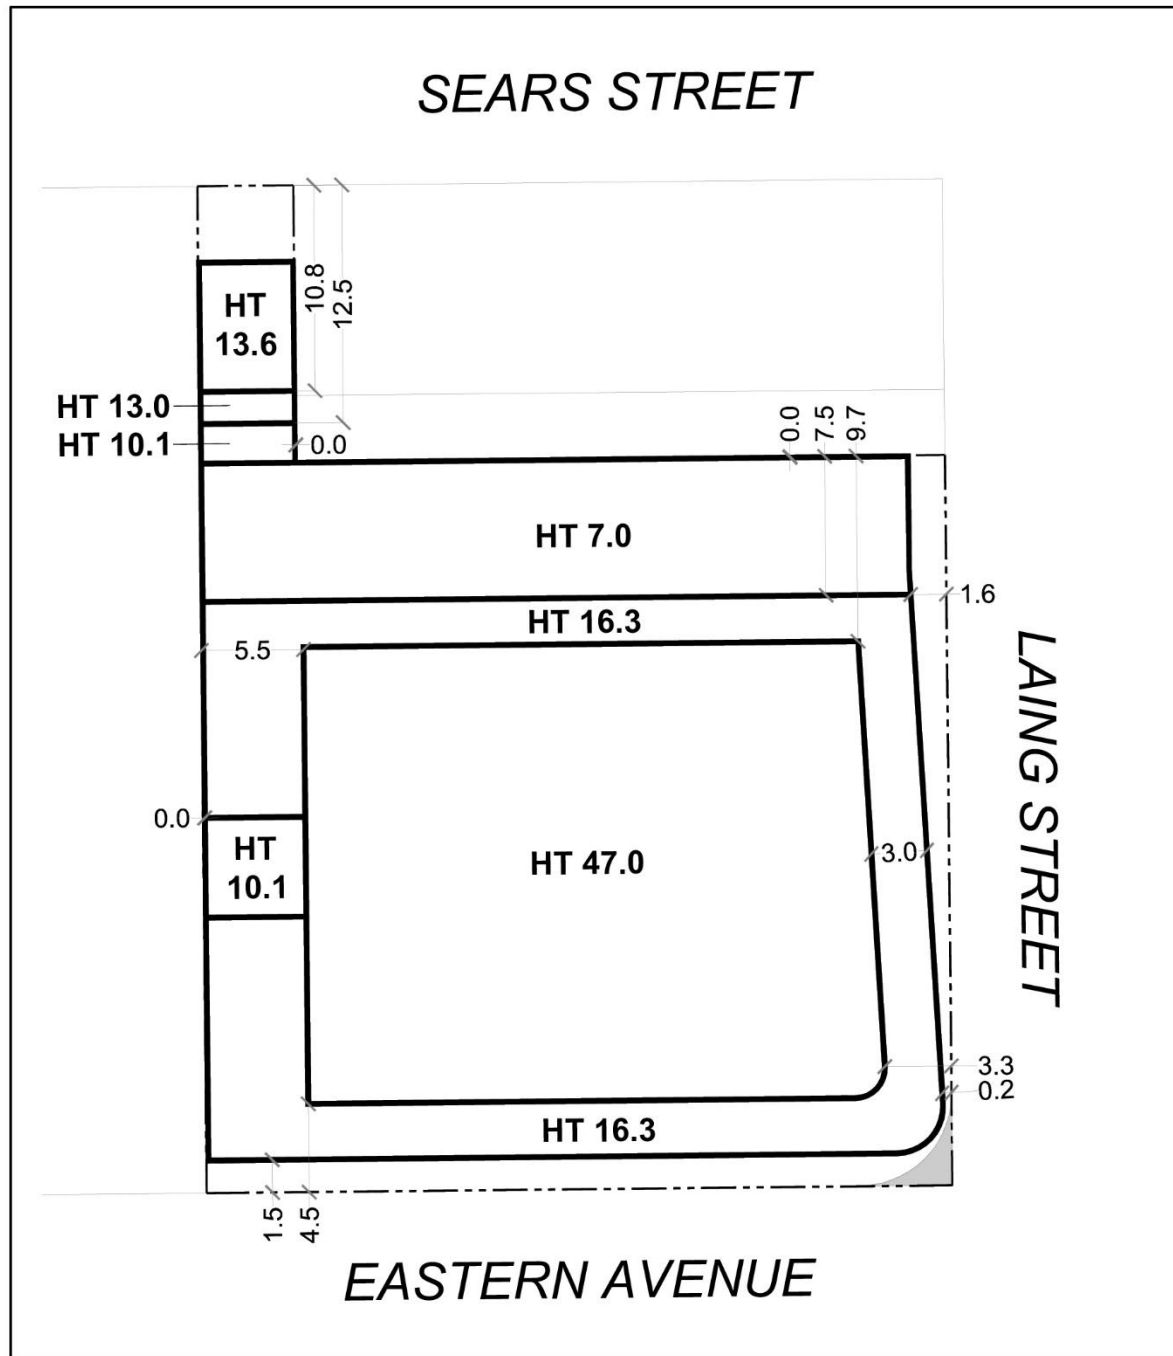 SEARS STREET
10.8
12.5
HT
13.6
HT 13.0
HT 10.1
0.0
0.0
7.5
9.7
HT 7.0
1.6
HT 16.3
5.5
LAING STREET
0.0
HT
10.1
HT 47.0
3.0
3.3
0.2
HT 16.3
1.5
4.5
EASTERN AVENUE